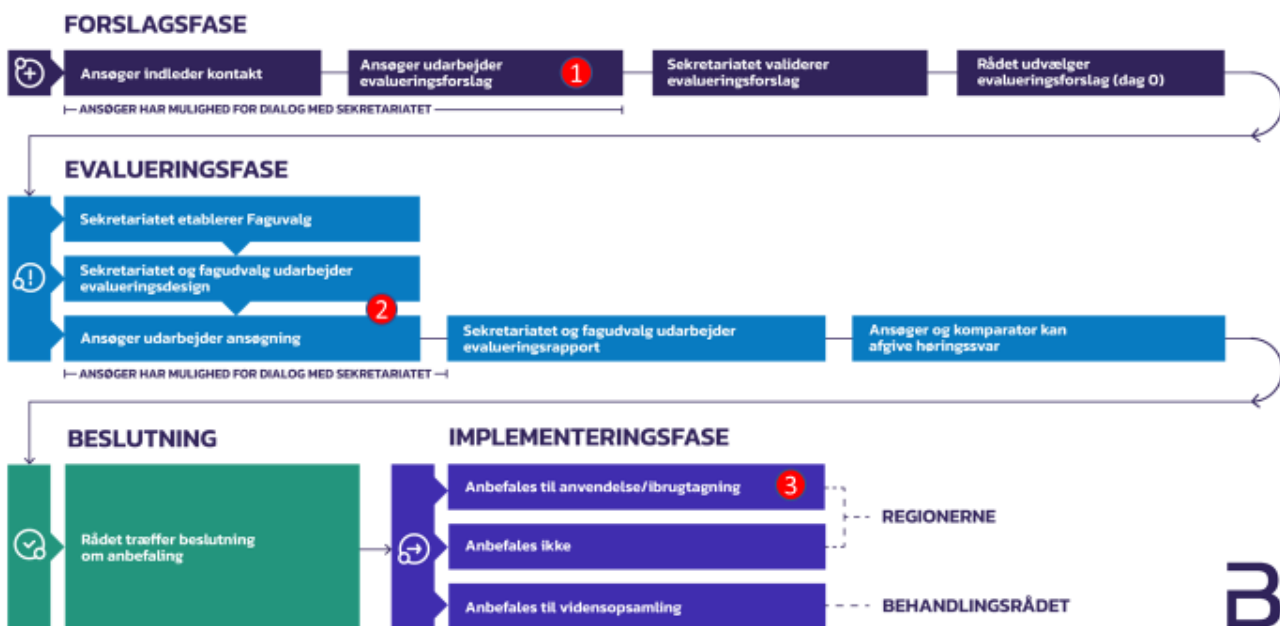 FORSLAGSFASE
Ansøger indleder kontakt
Ansøger udarbejder
evalueringsforslag
1
Sekretariatet validerer
evalueringsforslag
Rådet udvælger
evalueringsforslag (dag 0)
ANSØGER HAR MULIGHED FOR DIALOG MED SEKRETARIATET
EVALUERINGSFASE
Sekretariatet etablerer Faguvalg
Sekretariatet og fagudvalg udarbejder
evalueringsdesign
2
Ansøger udarbejder ansøgning
Sekretariatet og fagudvalg udarbejder
evalueringsrapport
Ansøger og komparator kan
afgive høringssvar
ANSØGER HAR MULIGHED FOR DIALOG MED SEKRETARIATET
BESLUTNING
Rådet træffer beslutning
om anbefaling
IMPLEMENTERINGSFASE
Anbefales til anvendelse/ibrugtagning
3
Anbefales ikke
REGIONERNE
Anbefales til vidensopsamling
BEHANDLINGSRÅDET
B